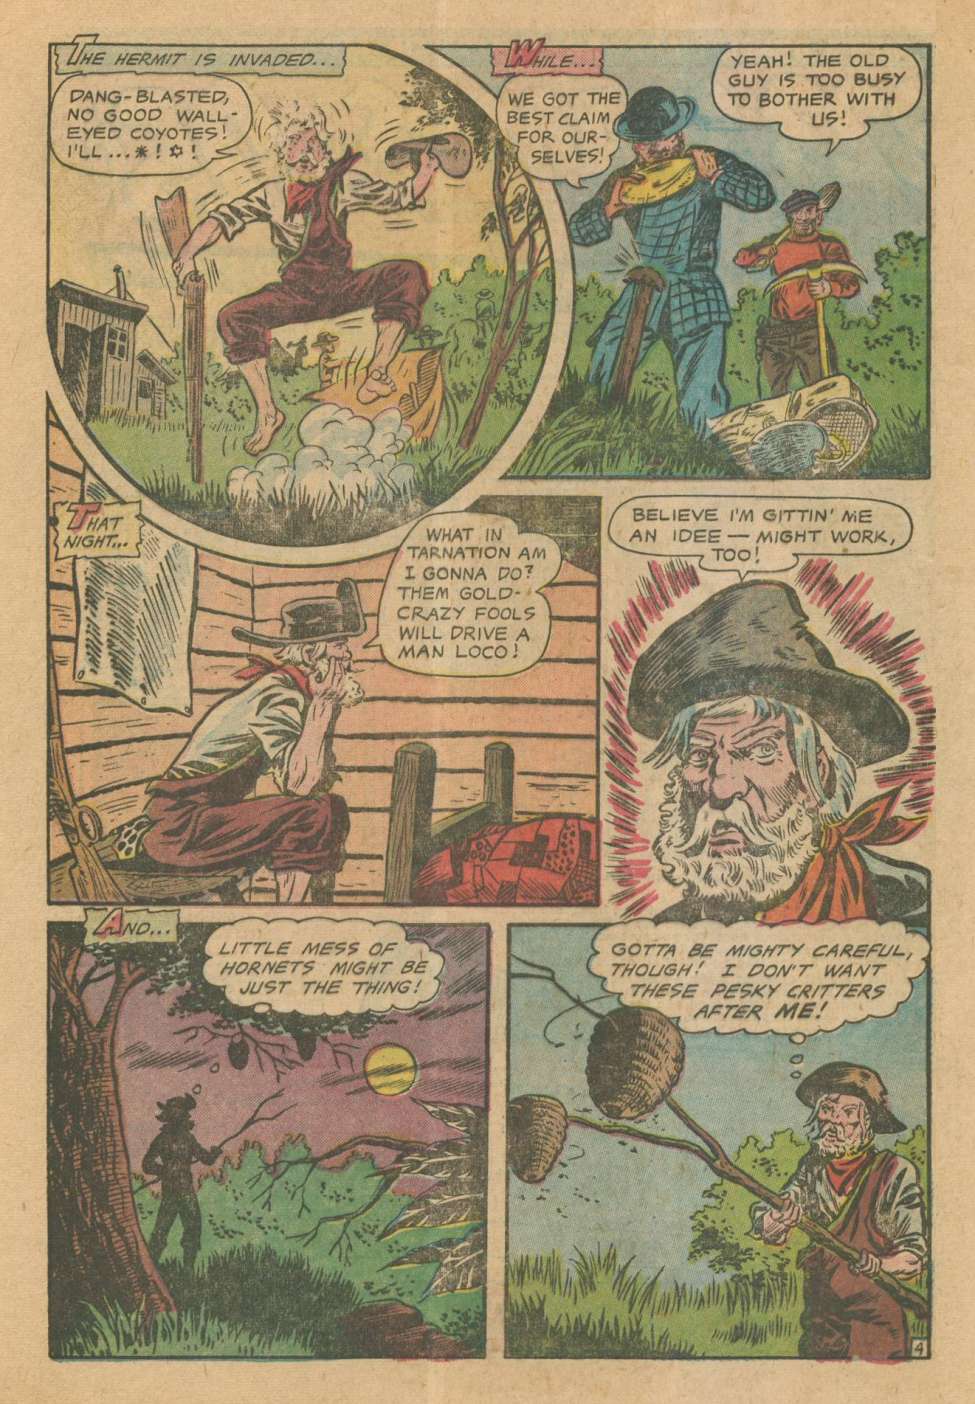 THE HERMIT IS INVADED...
DANG-BLASTED,
NO GOOD WALL-
EYED COYOTES!
I'LL ...*!✡!
WHILE...
WE GOT THE
BEST CLAIM
FOR OUR-
SELVES!
YEAH! THE OLD
GUY IS TOO BUSY
TO BOTHER WITH
US!
THAT
NIGHT...
WHAT IN
TARNATION AM
I GONNA DO?
THEM GOLD-
CRAZY FOOLS
WILL DRIVE A
MAN LOCO!
BELIEVE I'M GITTIN' ME
AN IDEE — MIGHT WORK,
TOO!
AND...
LITTLE MESS OF
HORNETS MIGHT BE
JUST THE THING!
GOTTA BE MIGHTY CAREFUL,
THOUGH! I DON'T WANT
THESE PESKY CRITTERS
AFTER ME!
4